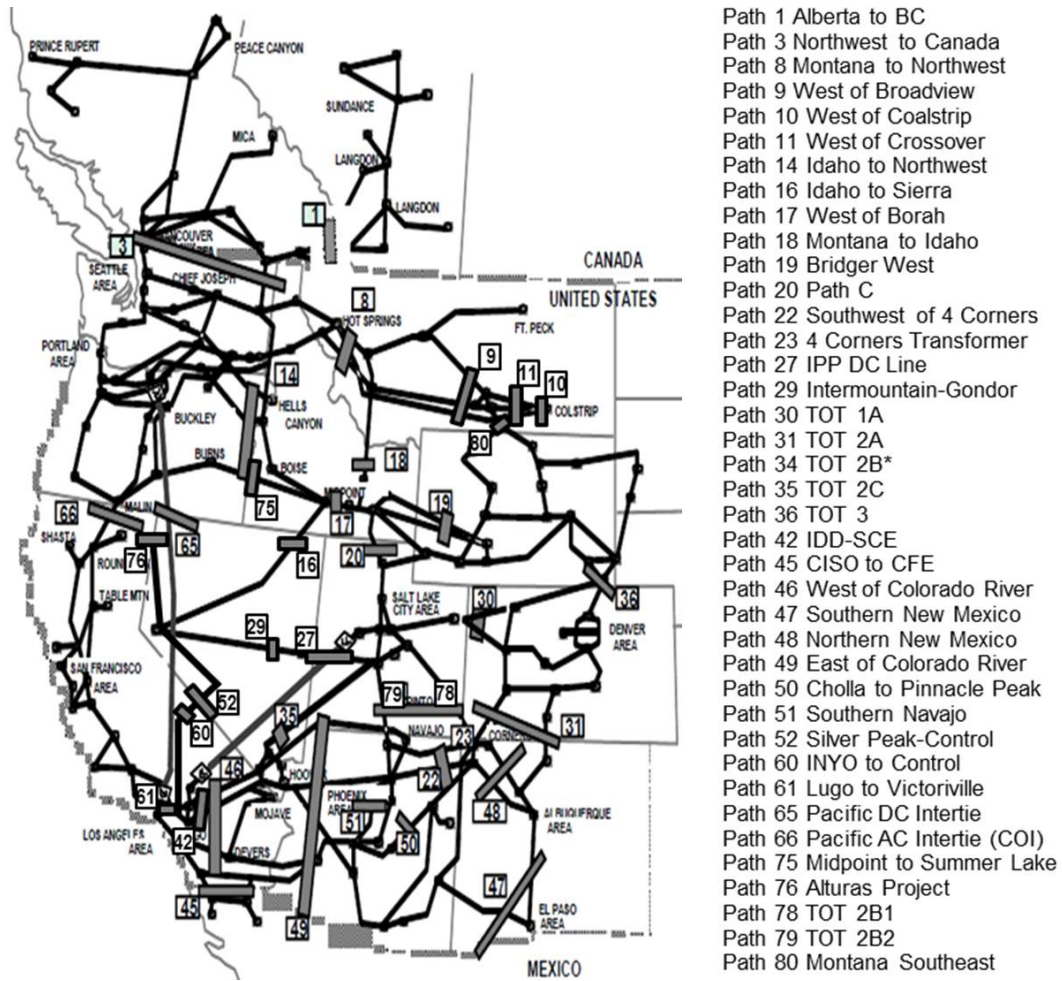 PRINCE RUPERT
PEACE CANYON
SUNDANCE
MICA
LANGDON
LANGDON
1
3
SEATTLE
AREA
CHIEF JOSEPH
CANADA
UNITED STATES
8
HOT SPRINGS
FT. PECK
PORTLAND
AREA
9
11
10
14
COLSTRIP
HELLS
CANYON
BUCKLEY
80
BURNS
BOISE
18
75
17
19
66
MALIN
SHASTA
76
65
16
20
TABLE MTN
36
SALT LAKE
CITY AREA
30
DENVER
AREA
29
27
SAN FRANCISCO
AREA
79
78
52
60
35
NAVAJO
23
31
46
22
61
48
MOJAVE
PHOENIX
51
50
ALBUQUERQUE
AREA
LOS ANGELES
AREA
42
DEVERS
47
45
49
EL PASO
AREA
MEXICO
Path 1 Alberta to BC
Path 3 Northwest to Canada
Path 8 Montana to Northwest
Path 9 West of Broadview
Path 10 West of Coalstrip
Path 11 West of Crossover
Path 14 Idaho to Northwest
Path 16 Idaho to Sierra
Path 17 West of Borah
Path 18 Montana to Idaho
Path 19 Bridger West
Path 20 Path C
Path 22 Southwest of 4 Corners
Path 23 4 Corners Transformer
Path 27 IPP DC Line
Path 29 Intermountain-Gondor
Path 30 TOT 1A
Path 31 TOT 2A
Path 34 TOT 2B*
Path 35 TOT 2C
Path 36 TOT 3
Path 42 IDD-SCE
Path 45 CISO to CFE
Path 46 West of Colorado River
Path 47 Southern New Mexico
Path 48 Northern New Mexico
Path 49 East of Colorado River
Path 50 Cholla to Pinnacle Peak
Path 51 Southern Navajo
Path 52 Silver Peak-Control
Path 60 INYO to Control
Path 61 Lugo to Victoriville
Path 65 Pacific DC Intertie
Path 66 Pacific AC Intertie (COI)
Path 75 Midpoint to Summer Lake
Path 76 Alturas Project
Path 78 TOT 2B1
Path 79 TOT 2B2
Path 80 Montana Southeast